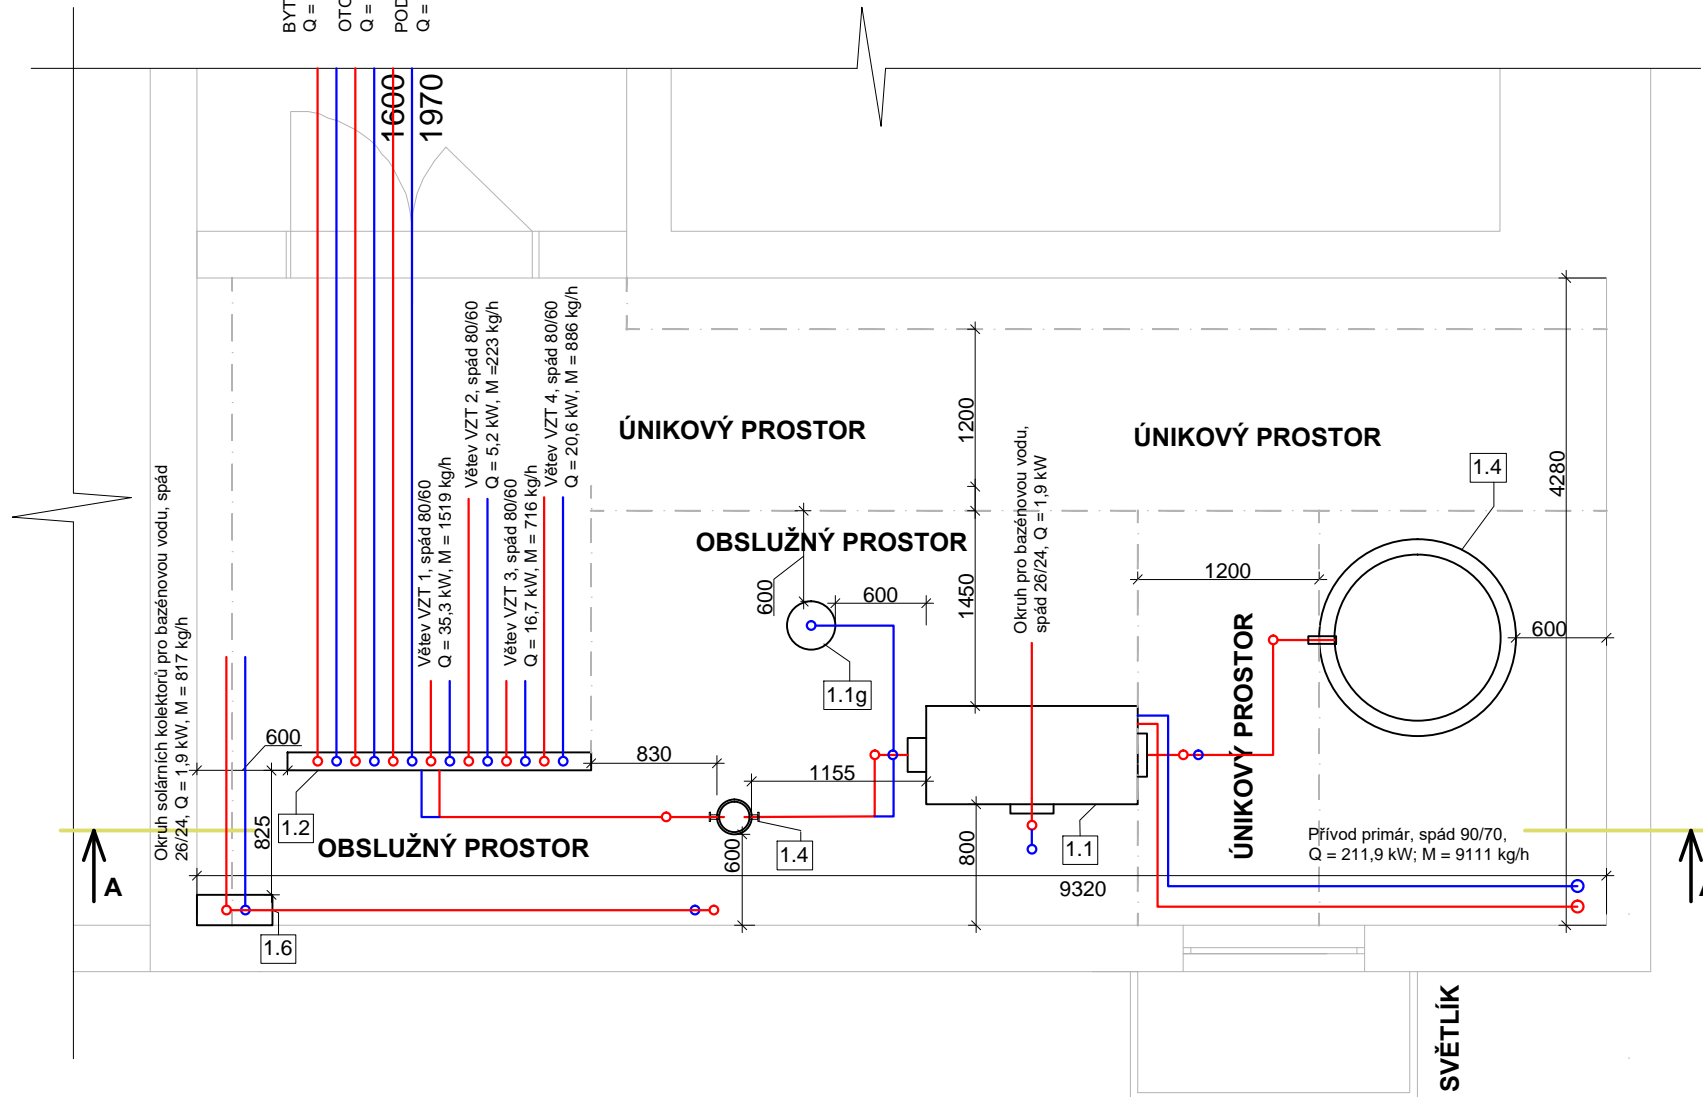 BYT
Q =
OTO
Q =
POD
Q =
1600
1970
Větev VZT 1, spád 80/60
Q = 35,3 kW, M = 1519 kg/h
Větev VZT 2, spád 80/60
Q = 5,2 kW, M =223 kg/h
Větev VZT 3, spád 80/60
Q = 16,7 kW, M = 716 kg/h
Větev VZT 4, spád 80/60
Q = 20,6 kW, M = 886 kg/h
Okruh solárních kolektorů pro bazénovou vodu, spád
26/24, Q = 1,9 kW, M = 817 kg/h
ÚNIKOVÝ PROSTOR
ÚNIKOVÝ PROSTOR
1200
4280
1.4
Okruh pro bazénovou vodu,
spád 26/24, Q = 1,9 kW
OBSLUŽNÝ PROSTOR
600
600
1450
1200
600
1.1g
ÚNIKOVÝ PROSTOR
600
830
1155
825
1.2
OBSLUŽNÝ PROSTOR
600
1.4
800
1.1
Přívod primár, spád 90/70,
Q = 211,9 kW; M = 9111 kg/h
A
9320
1.6
SVĚTLÍK